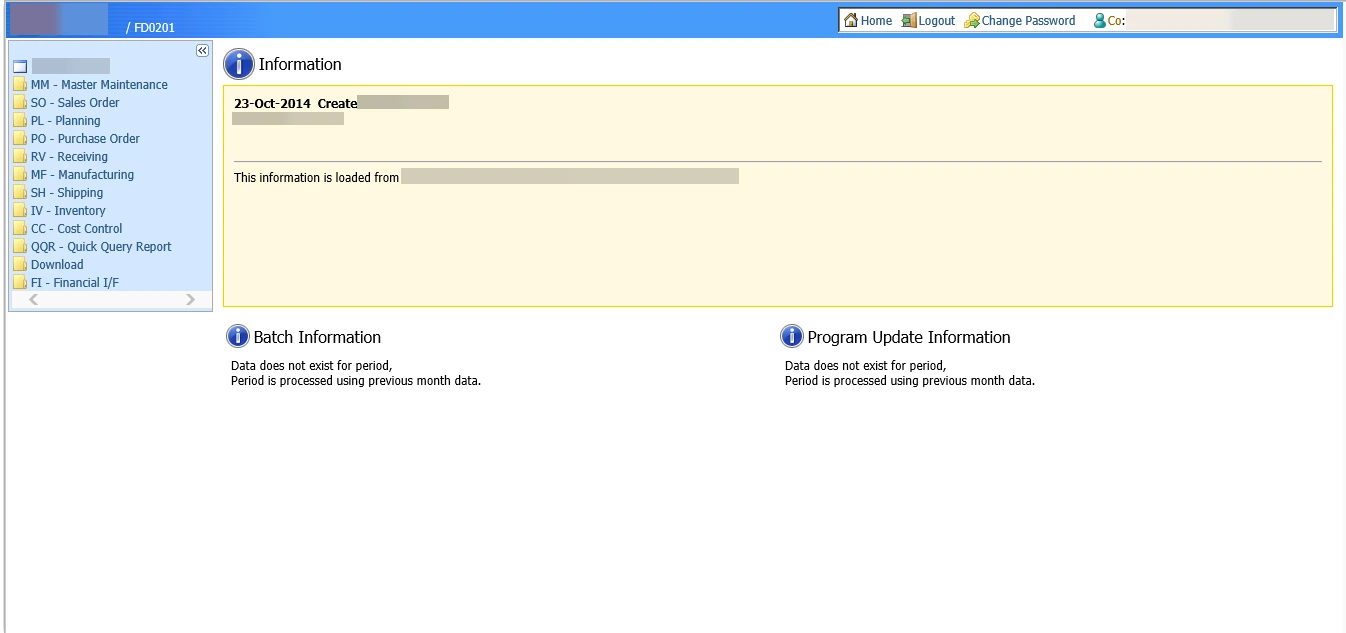 / FD0201
Home Logout Change Password Co:
MM - Master Maintenance
SO - Sales Order
PL - Planning
PO - Purchase Order
RV - Receiving
MF - Manufacturing
SH - Shipping
IV - Inventory
CC - Cost Control
QQR - Quick Query Report
Download
FI - Financial I/F
Information
23-Oct-2014 Create
This information is loaded from
Batch Information
Data does not exist for period,
Period is processed using previous month data.
Program Update Information
Data does not exist for period,
Period is processed using previous month data.